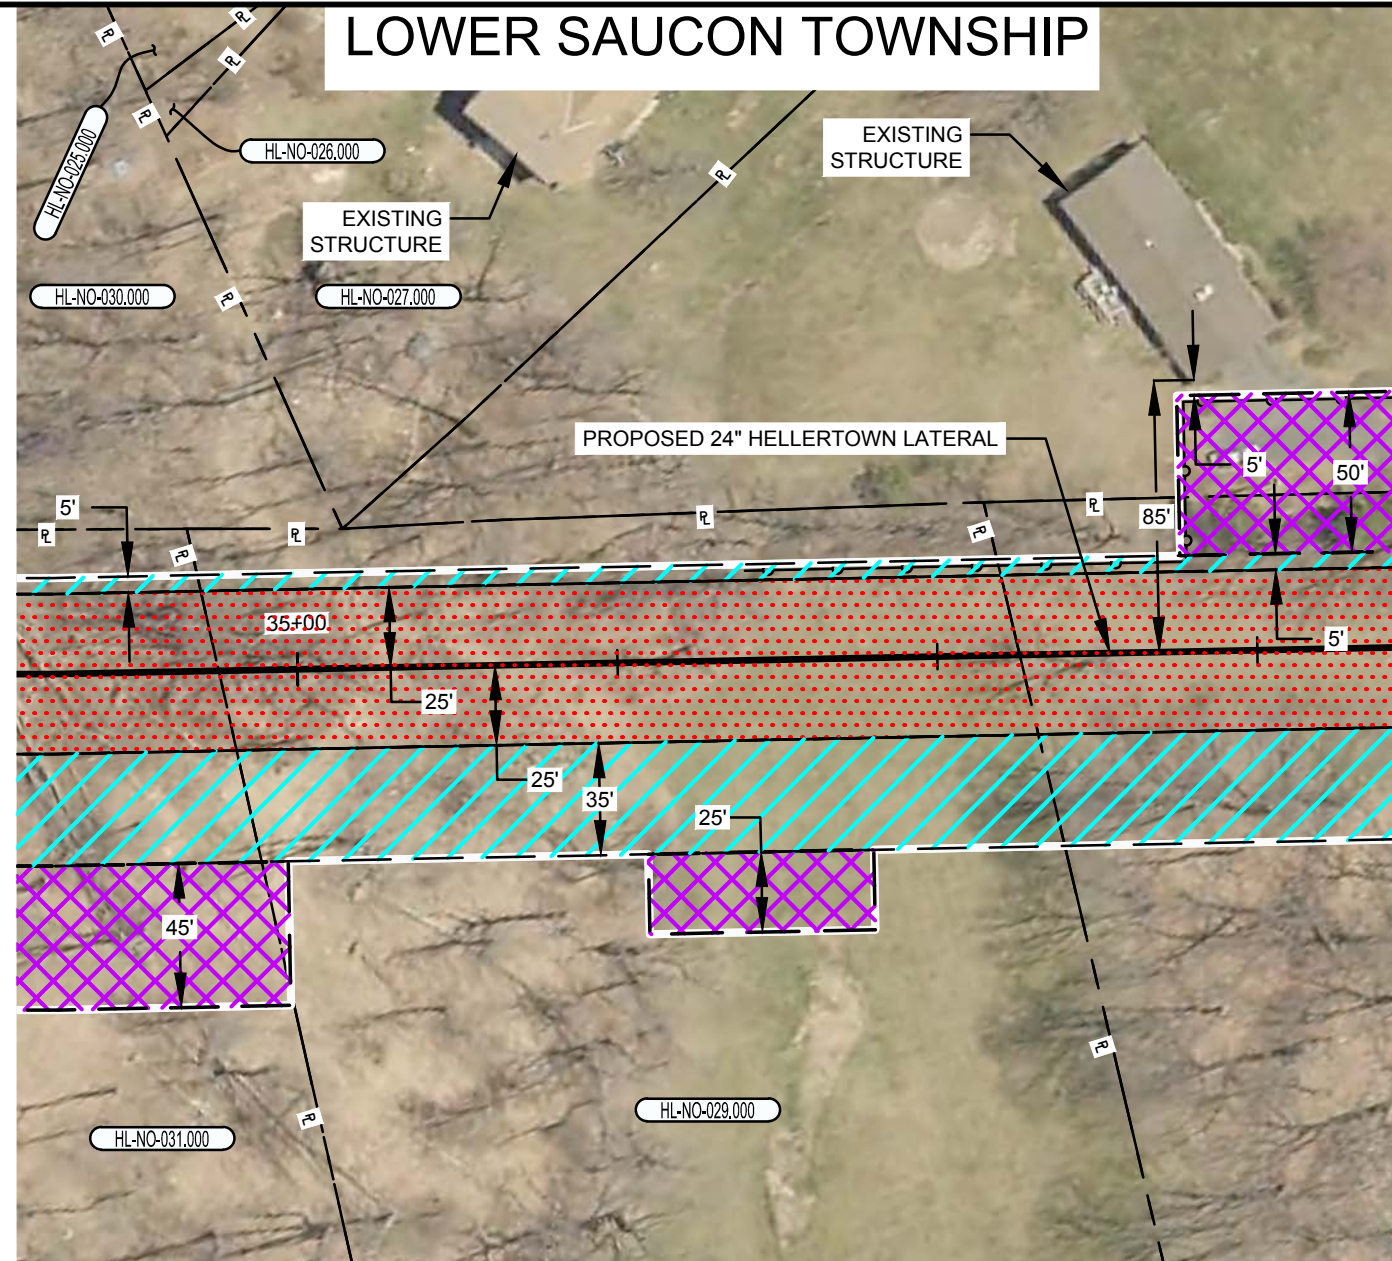 LOWER SAUCON TOWNSHIP
HL-NO-025.000
HL-NO-026.000
EXISTING
STRUCTURE
EXISTING
STRUCTURE
HL-NO-030.000
HL-NO-027.000
PROPOSED 24" HELLERTOWN LATERAL
5'
50'
5'
85'
35+00
5'
25'
25'
35'
25'
45'
HL-NO-029.000
HL-NO-031.000